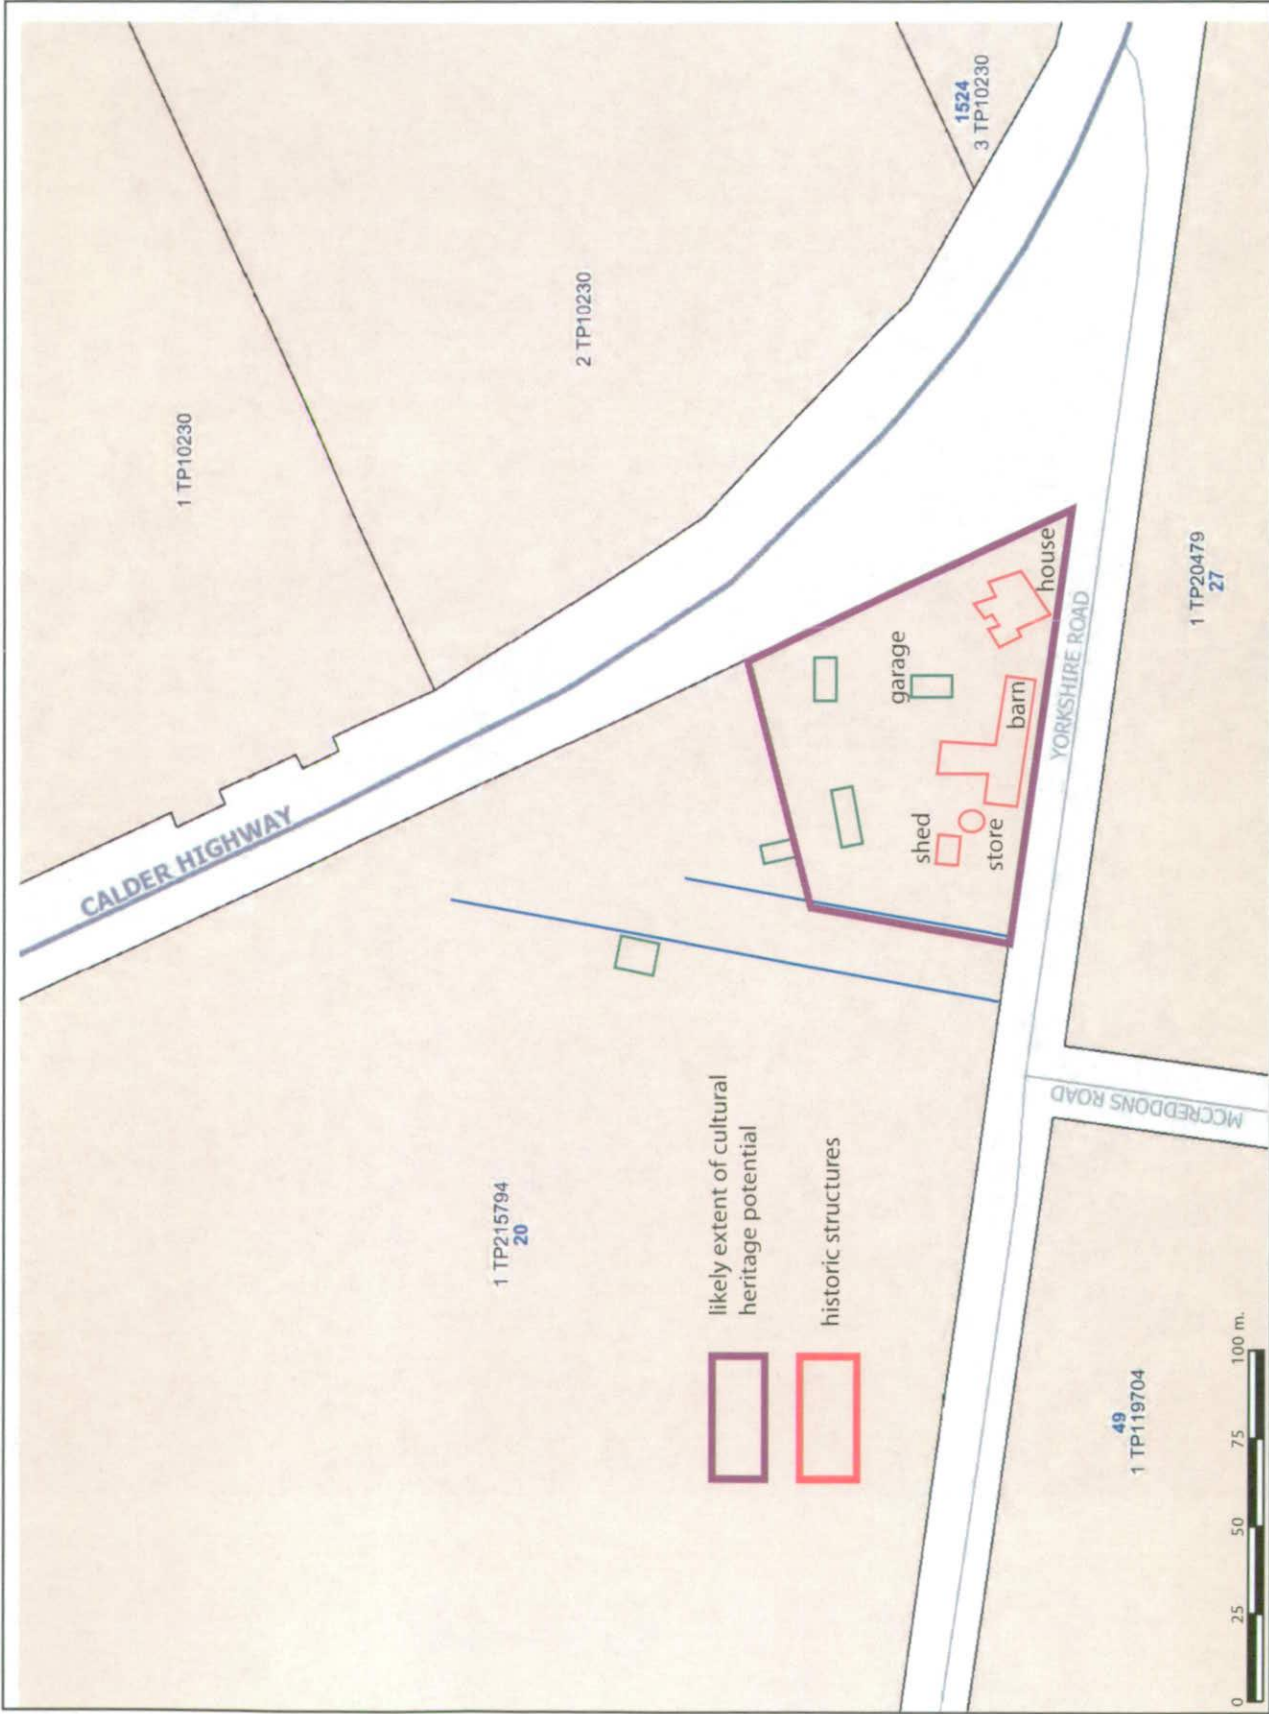 CALDER HIGHWAY
1 TP10230
2 TP10230
1524
3 TP10230
1 TP215794
20
likely extent of cultural
heritage potential
historic structures
shed
store
garage
barn
house
YORKSHIRE ROAD
MCCREDDONS ROAD
1 TP20479
27
49
1 TP119704
0 25 50 75 100 m.